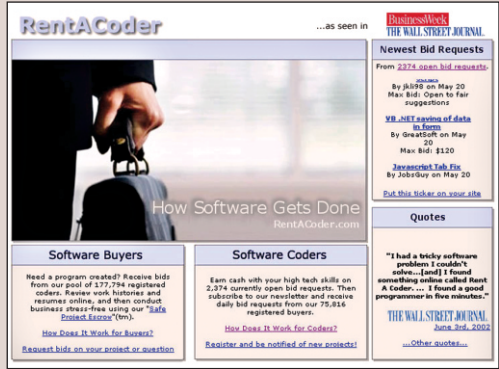 RentACoder
...as seen in
BusinessWeek
THE WALL STREET JOURNAL.
Newest Bid Requests
From 2374 open bid requests.
By jkli98 on May 20
Max Bid: Open to fair
suggestions
VB .NET saving of data
in form
By GreatSoft on May
20
Max Bid: $120
Javascript Tab Fix
By JobsGuy on May 20
Put this ticker on your site
How Software Gets Done
RentACoder.com
Software Buyers
Need a program created? Receive bids
from our pool of 177,794 registered
coders. Review work histories and
resumes online, and then conduct
business stress-free using our "Safe
Project Escrow"(tm).
How Does It Work for Buyers?
Request bids on your project or question
Software Coders
Earn cash with your high tech skills on
2,374 currently open bid requests. Then
subscribe to our newsletter and receive
daily bid requests from our 75,816
registered buyers.
How Does It Work for Coders?
Register and be notified of new projects!
Quotes
"I had a tricky software
problem I couldn't
solve...[and] I found
something online called Rent
A Coder.... I found a good
programmer in five minutes."
THE WALL STREET JOURNAL
June 3rd, 2002
...Other quotes...